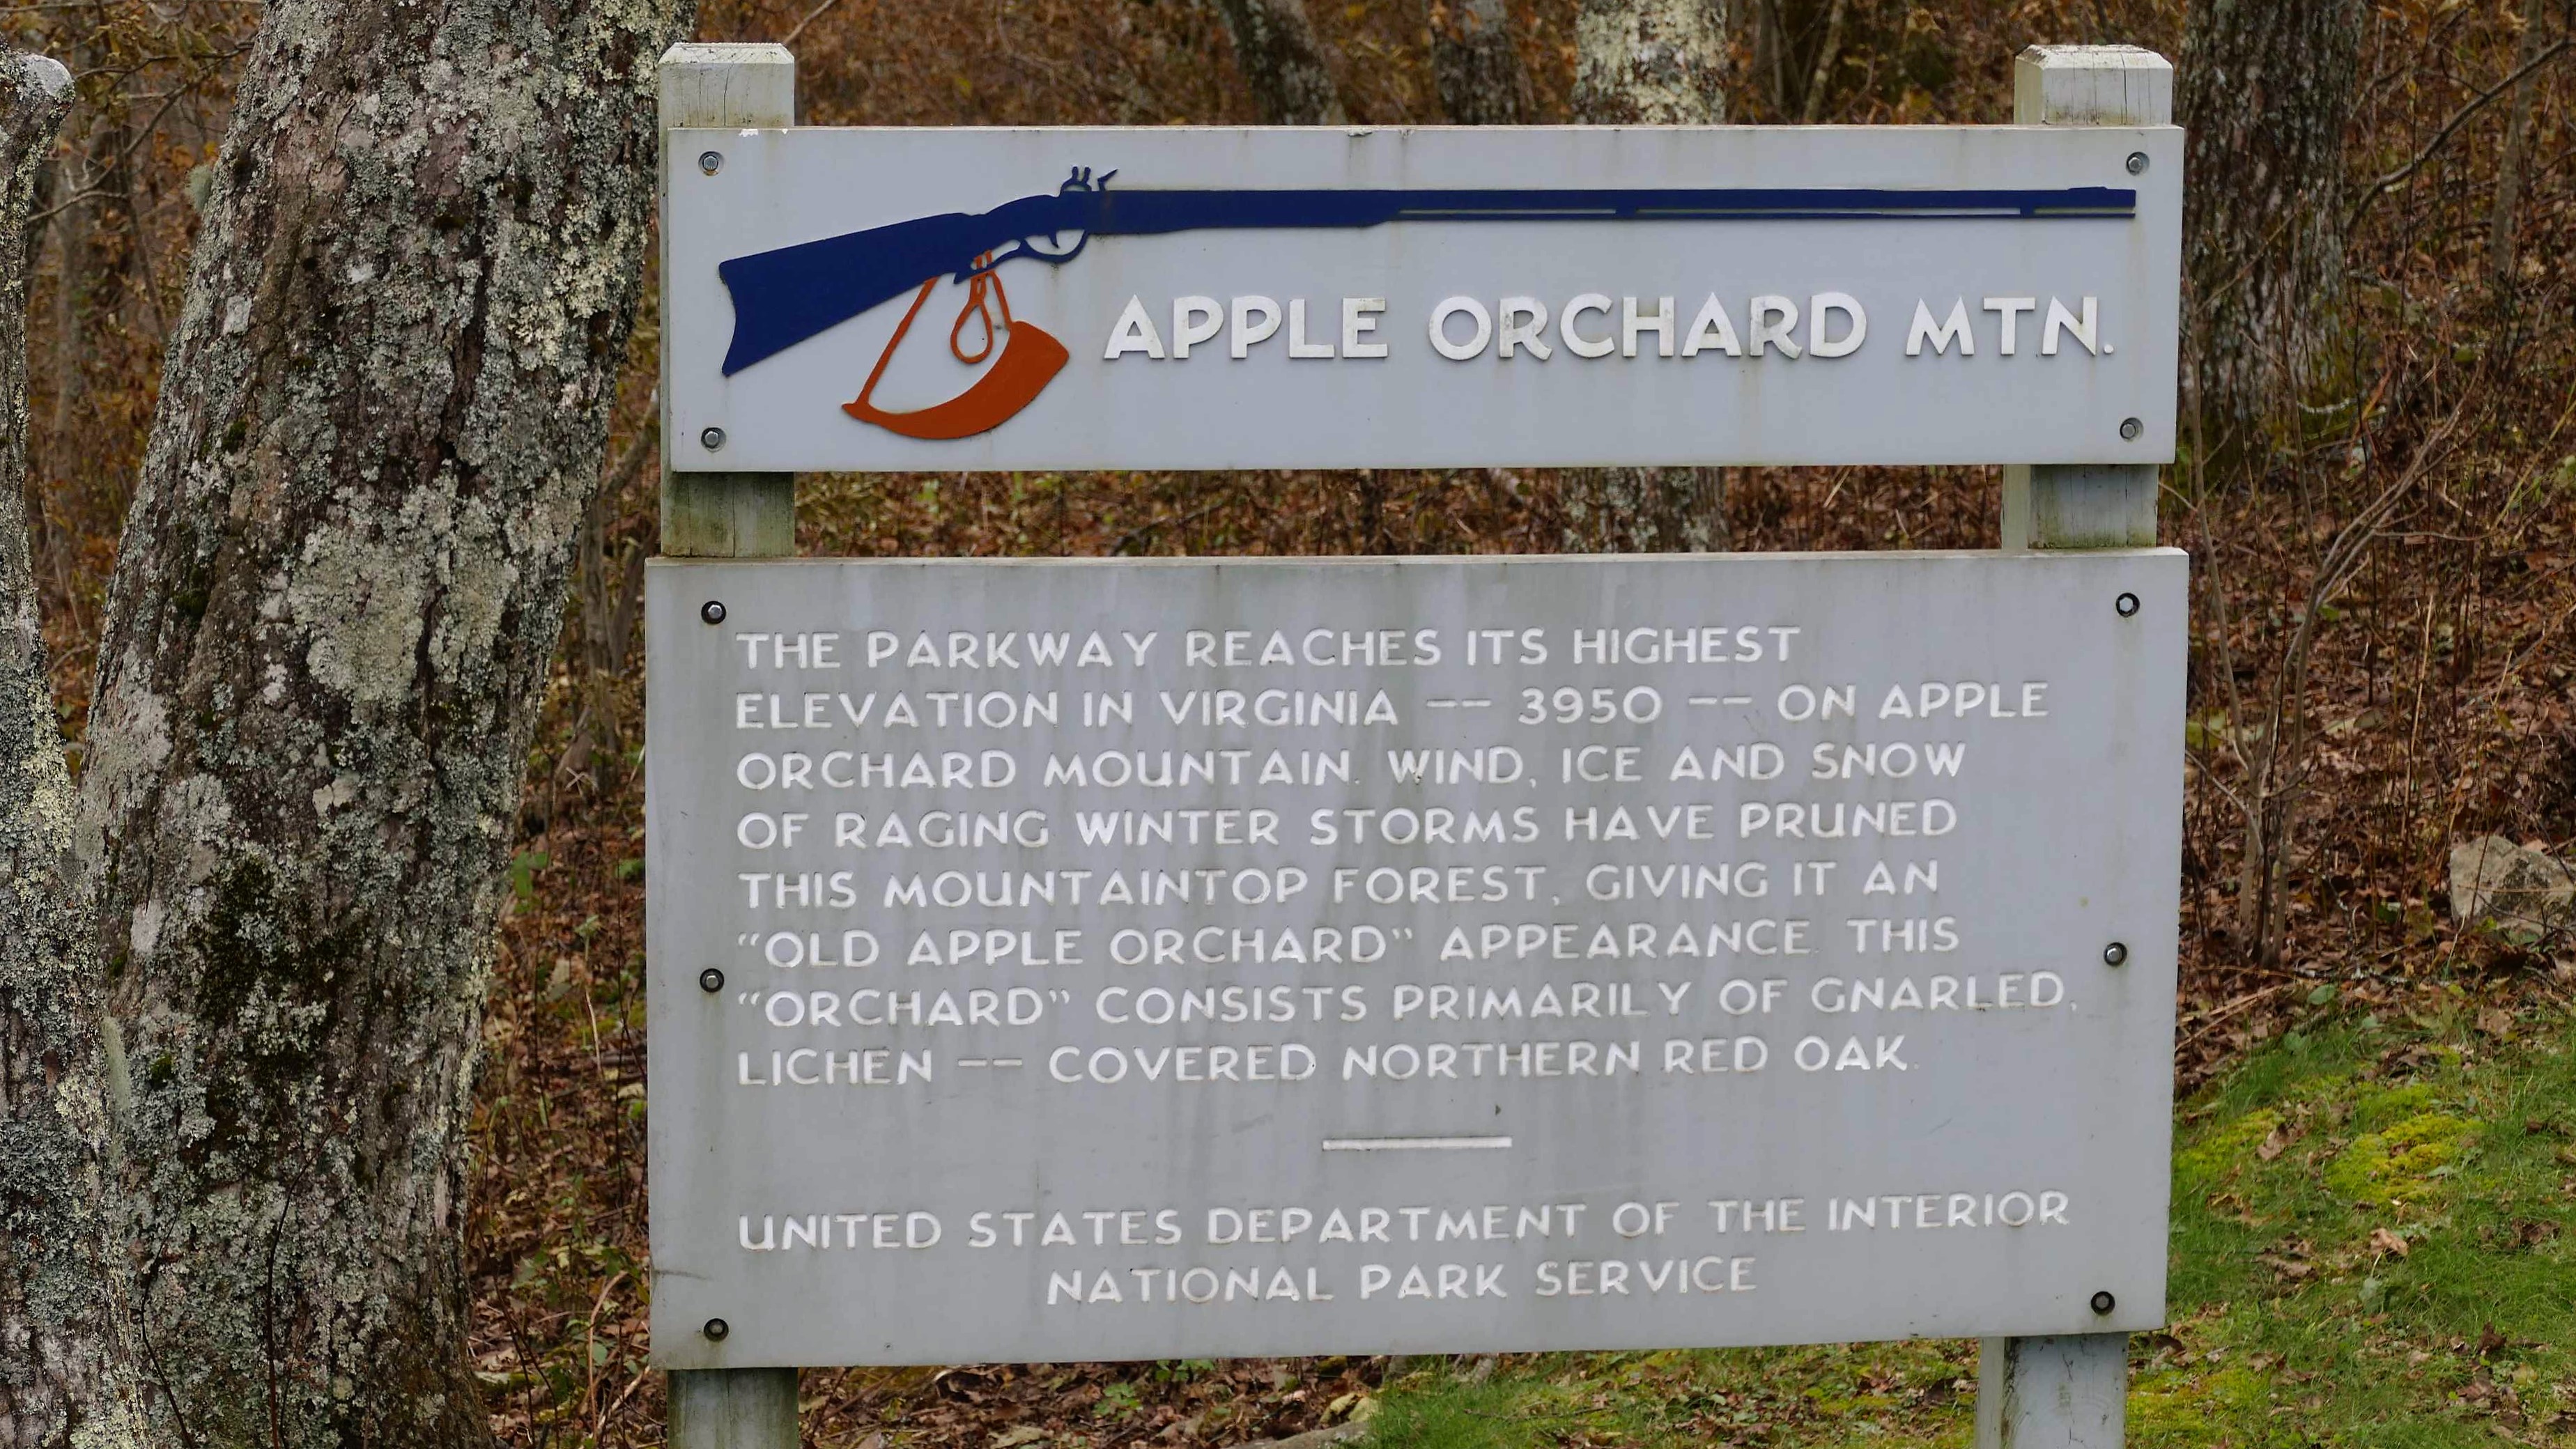 APPLE ORCHARD MTN.
THE PARKWAY REACHES ITS HIGHEST
ELEVATION IN VIRGINIA -- 3950 -- ON APPLE
ORCHARD MOUNTAIN. WIND, ICE AND SNOW
OF RAGING WINTER STORMS HAVE PRUNED
THIS MOUNTAINTOP FOREST, GIVING IT AN
“OLD APPLE ORCHARD” APPEARANCE. THIS
“ORCHARD” CONSISTS PRIMARILY OF GNARLED,
LICHEN -- COVERED NORTHERN RED OAK.
UNITED STATES DEPARTMENT OF THE INTERIOR
NATIONAL PARK SERVICE